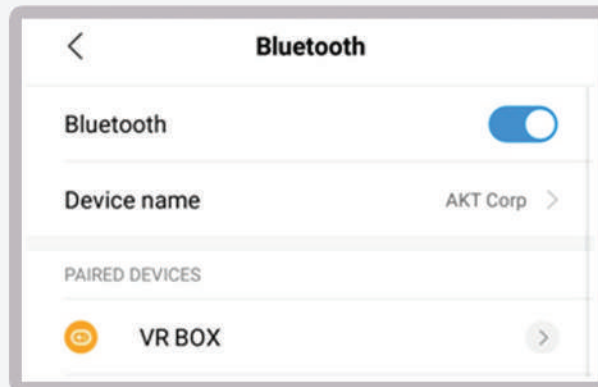 Bluetooth
Bluetooth
Device name AKT Corp
PAIRED DEVICES
VR BOX